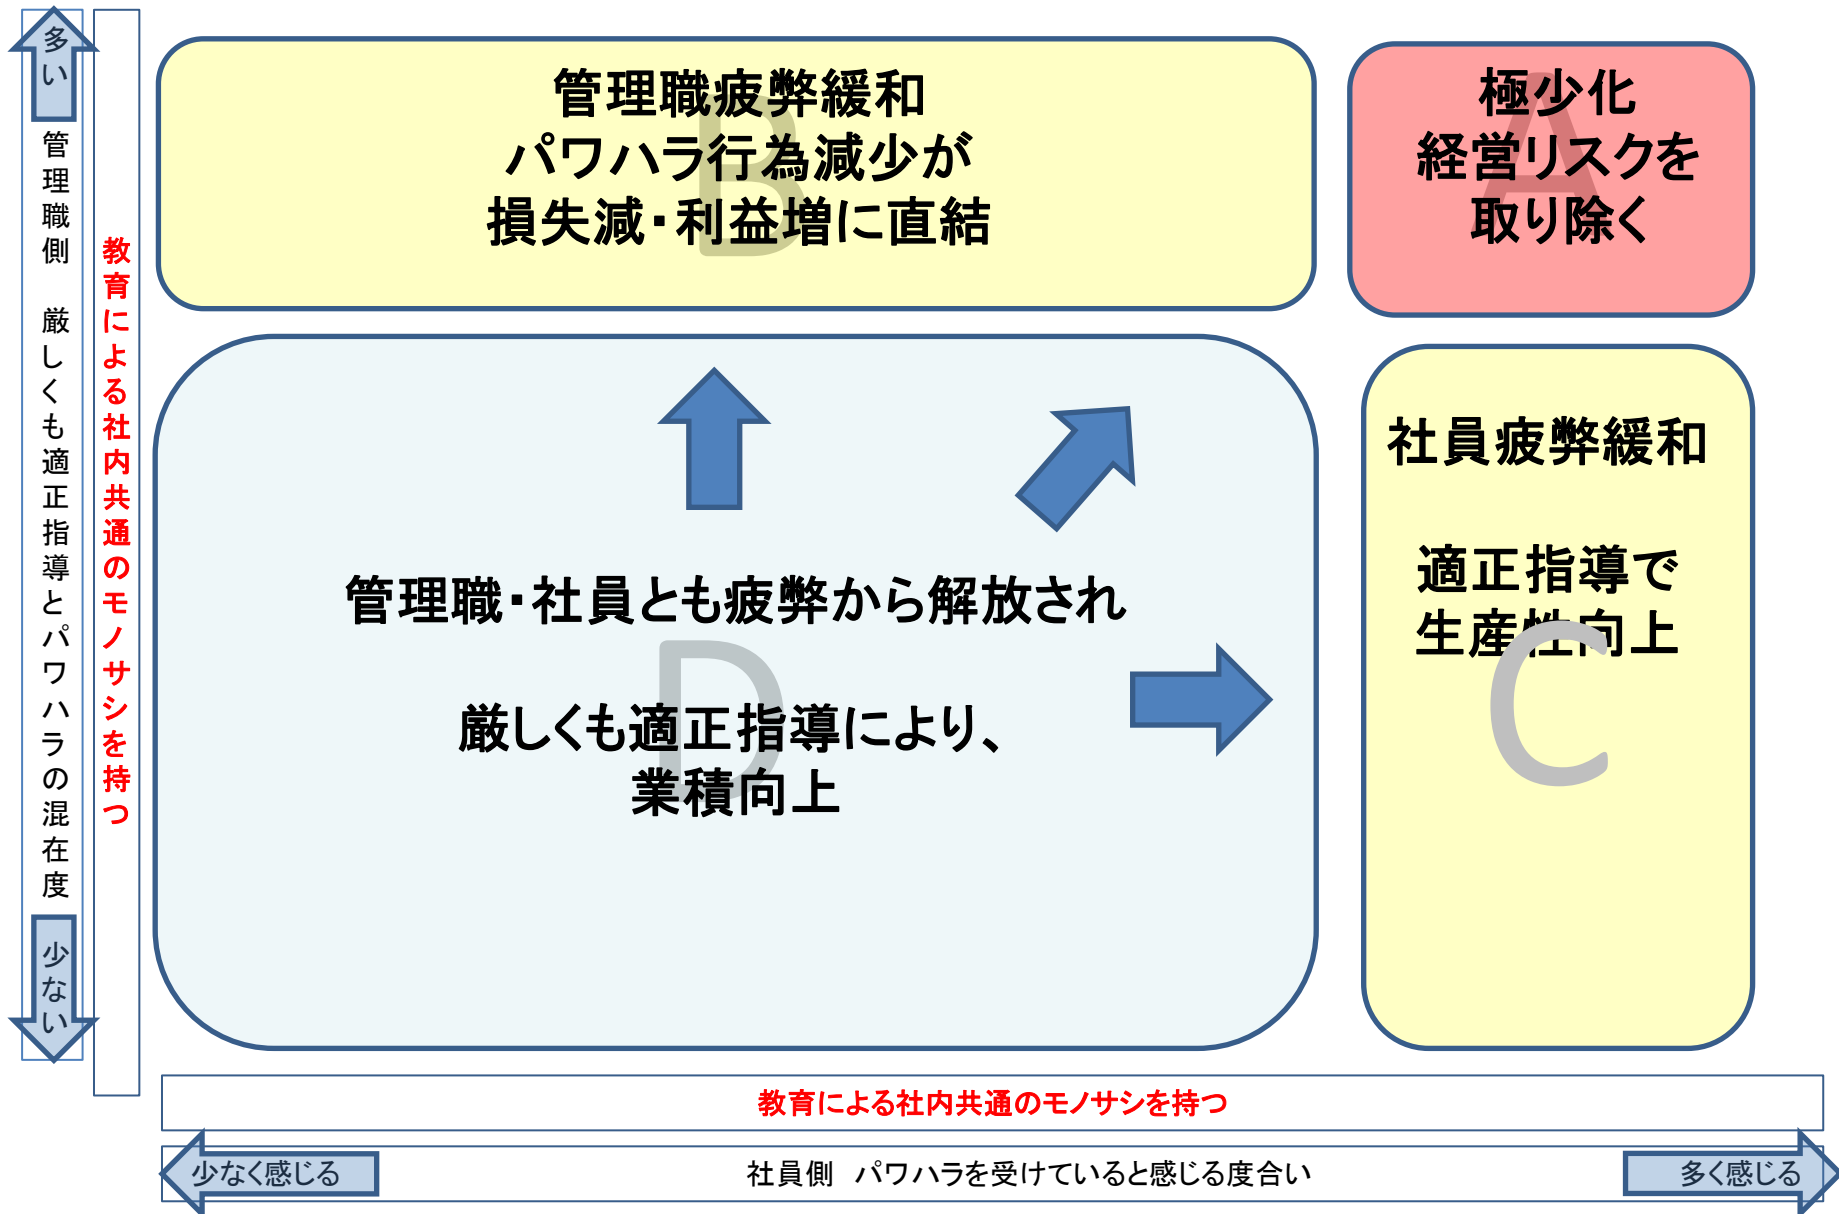 多い
管理職側　厳しくも適正指導とパワハラの混在度
少ない
教育による社内共通のモノサシを持つ
B
管理職疲弊緩和
パワハラ行為減少が
損失減・利益増に直結
A
極少化
経営リスクを
取り除く
D
管理職・社員とも疲弊から解放され
厳しくも適正指導により、
業積向上
C
社員疲弊緩和
適正指導で
生産性向上
教育による社内共通のモノサシを持つ
少なく感じる
社員側　パワハラを受けていると感じる度合い
多く感じる